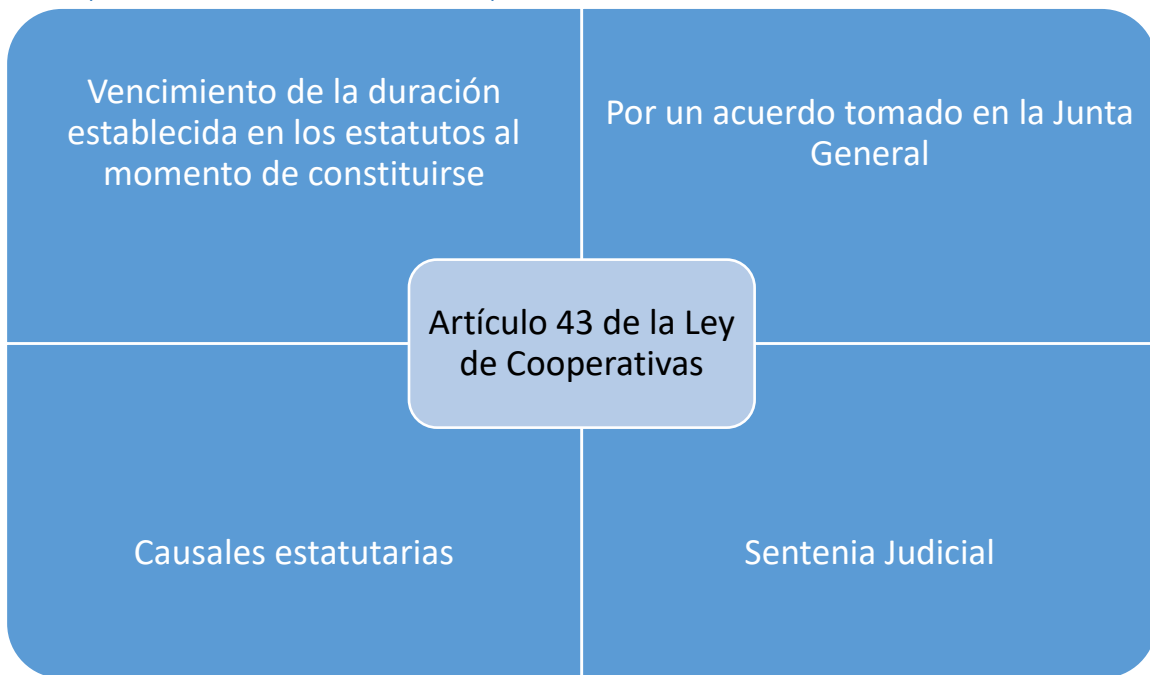 Vencimiento de la duración
establecida en los estatutos al
momento de constituirse
Por un acuerdo tomado en la Junta
General
Artículo 43 de la Ley
de Cooperativas
Causales estatutarias
Sentenia Judicial